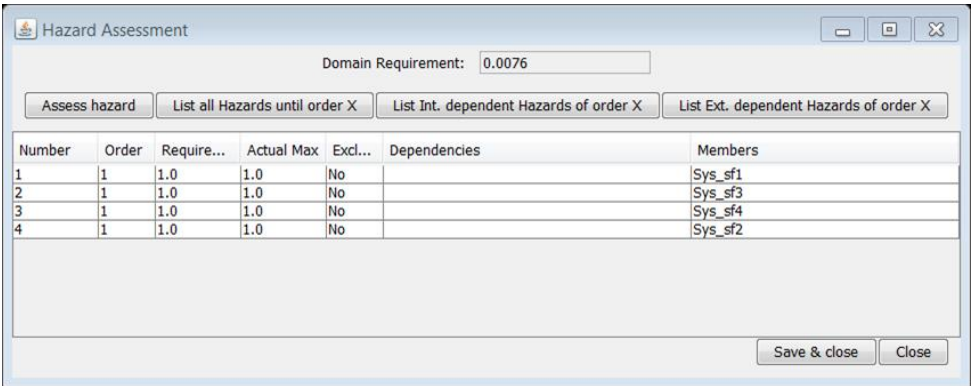 Hazard Assessment
Domain Requirement: 0.0076
Assess hazard List all Hazards until order X List Int. dependent Hazards of order X List Ext. dependent Hazards of order X
Number Order Require... Actual Max Excl... Dependencies Members
1 1 1.0 1.0 No Sys_sf1
2 1 1.0 1.0 No Sys_sf3
3 1 1.0 1.0 No Sys_sf4
4 1 1.0 1.0 No Sys_sf2
Save & close Close